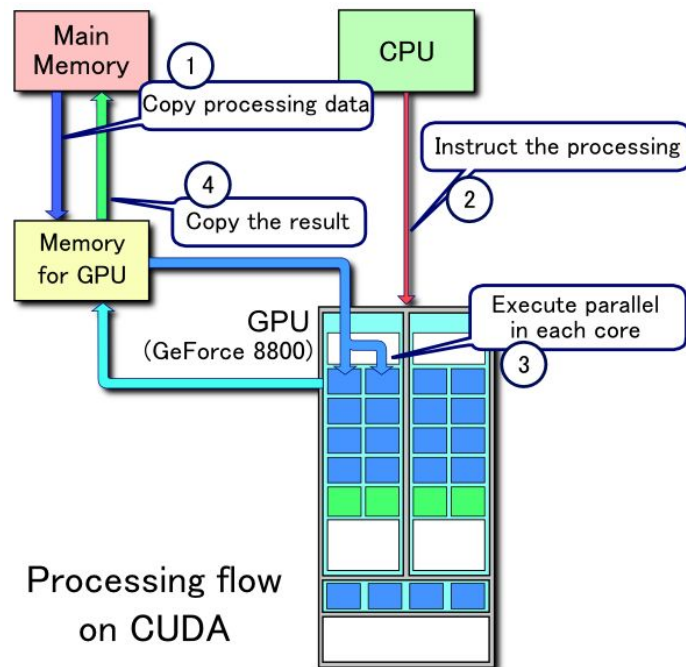 Main
Memory
CPU
1
Copy processing data
Instruct the processing
2
4
Copy the result
Memory
for GPU
GPU
(GeForce 8800)
Execute parallel
in each core
3
Processing flow
on CUDA